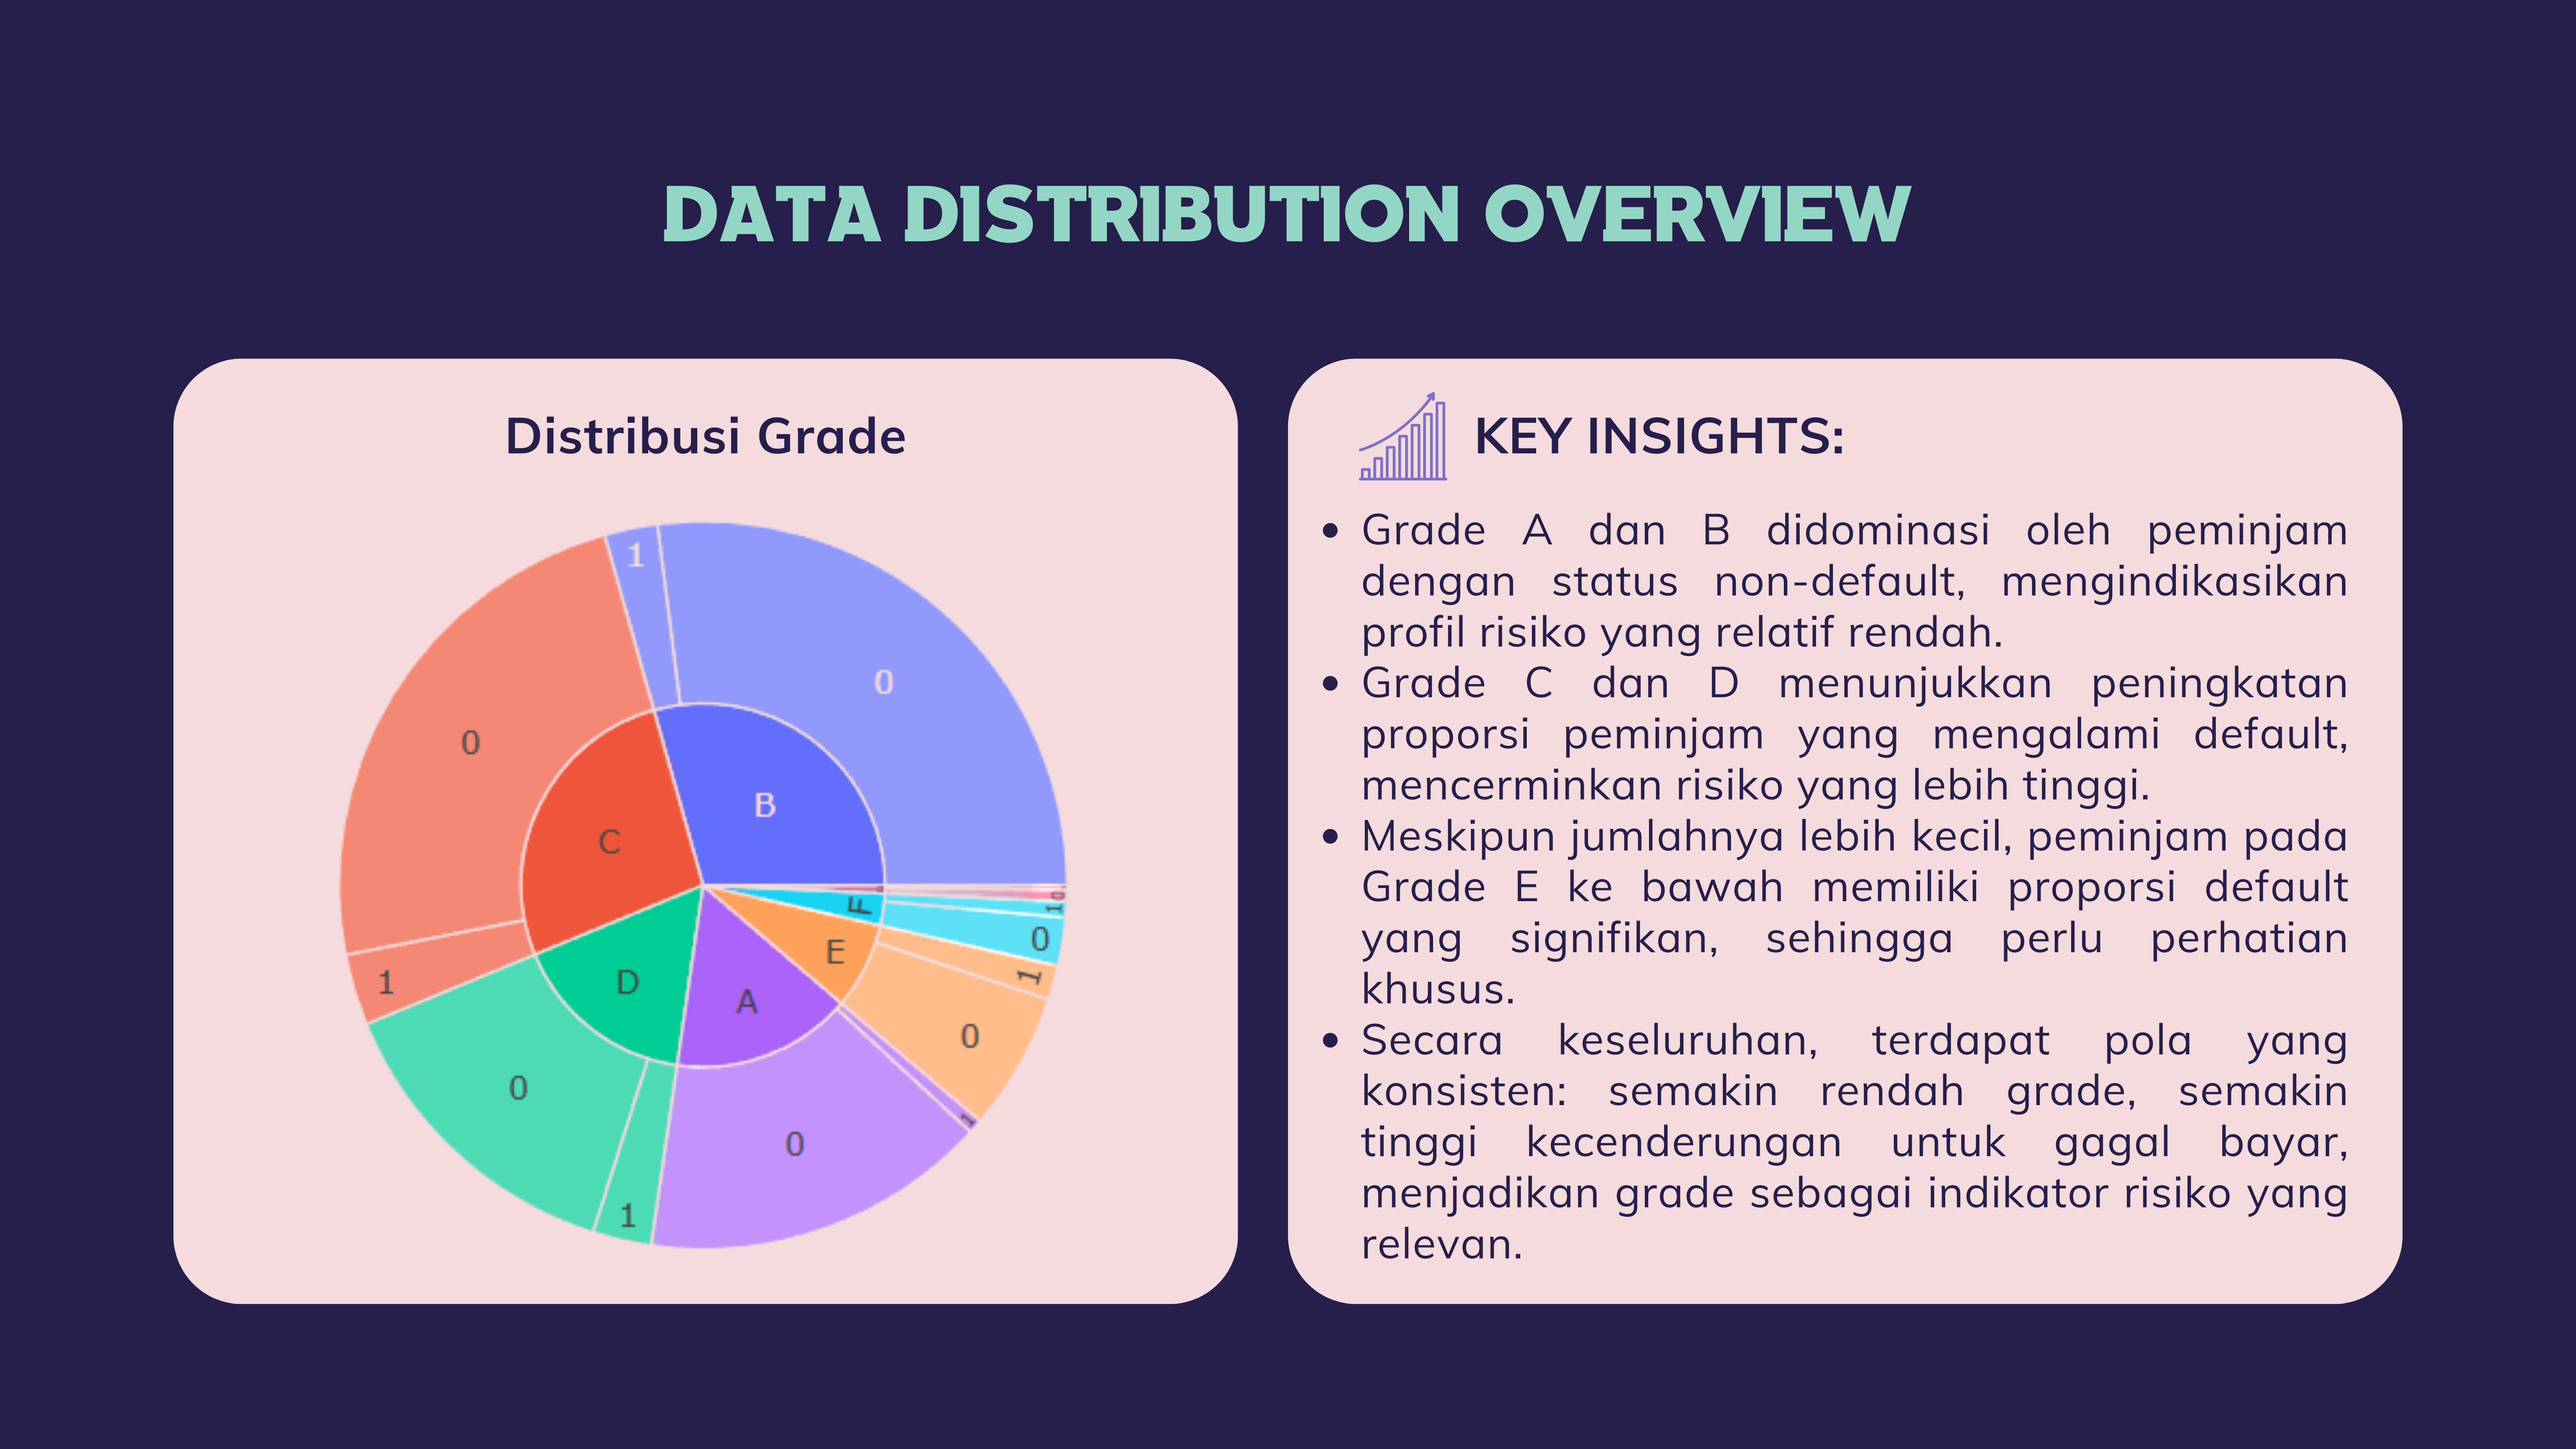 DATA DISTRIBUTION OVERVIEW
Distribusi Grade
1
0
0
B
C
1
D
A
E
F
1
0
0
1
0
1
0
0
1
KEY INSIGHTS:
Grade A dan B didominasi oleh peminjam
dengan status non-default, mengindikasikan
profil risiko yang relatif rendah.
Grade C dan D menunjukkan peningkatan
proporsi peminjam yang mengalami default,
mencerminkan risiko yang lebih tinggi.
Meskipun jumlahnya lebih kecil, peminjam pada
Grade E ke bawah memiliki proporsi default
yang signifikan, sehingga perlu perhatian
khusus.
Secara keseluruhan, terdapat pola yang
konsisten: semakin rendah grade, semakin
tinggi kecenderungan untuk gagal bayar,
menjadikan grade sebagai indikator risiko yang
relevan.